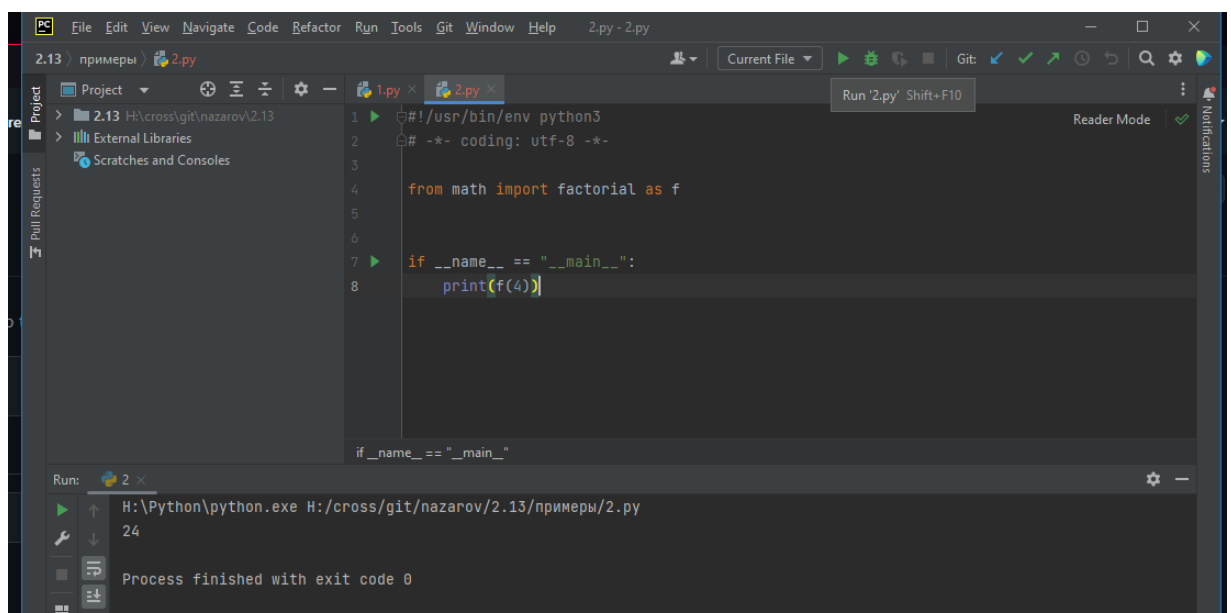 PC File Edit View Navigate Code Refactor Run Tools Git Window Help 2.py - 2.py
2.13 примеры 2.py Current File Git:
Run '2.py' Shift+F10
Project
Project
Pull Requests
2.13 H:\cross\git\nazarov\2.13
External Libraries
Scratches and Consoles
1.py 2.py
Reader Mode
Notifications
1 #!/usr/bin/env python3
2 # -*- coding: utf-8 -*-
3
4 from math import factorial as f
5
6
7 if __name__ == "__main__":
8 print(f(4))
if __name__ == "__main__"
Run: 2
H:\Python\python.exe H:/cross/git/nazarov/2.13/примеры/2.py
24
Process finished with exit code 0